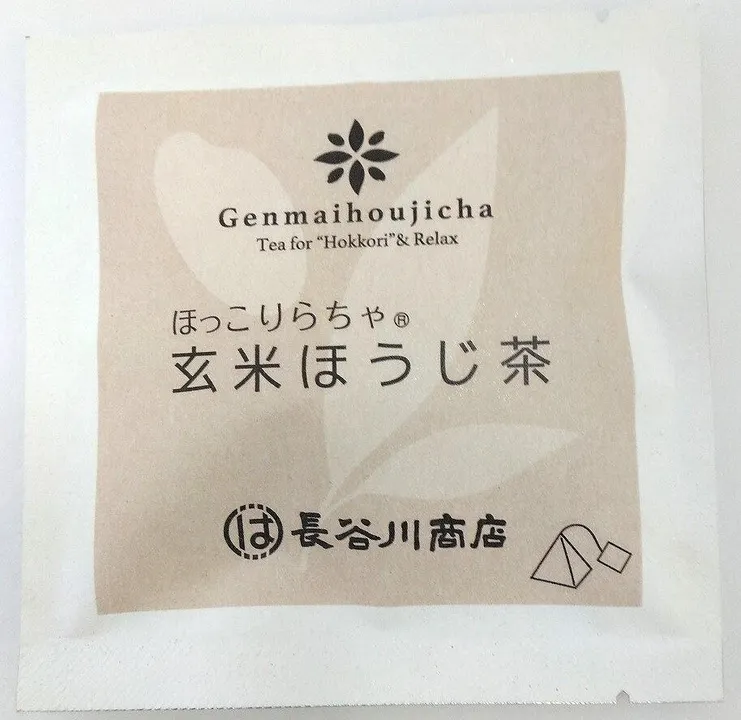 Genmaihoujicha
Tea for “Hokkori”& Relax
ほっこりらちゃ®
玄米ほうじ茶
は 長谷川商店